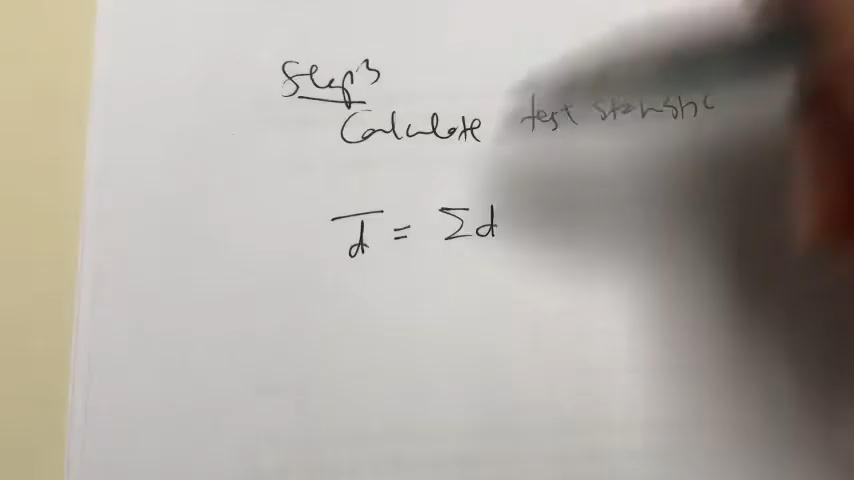 Step 3
Calculate test statistic
d̅ = Σd